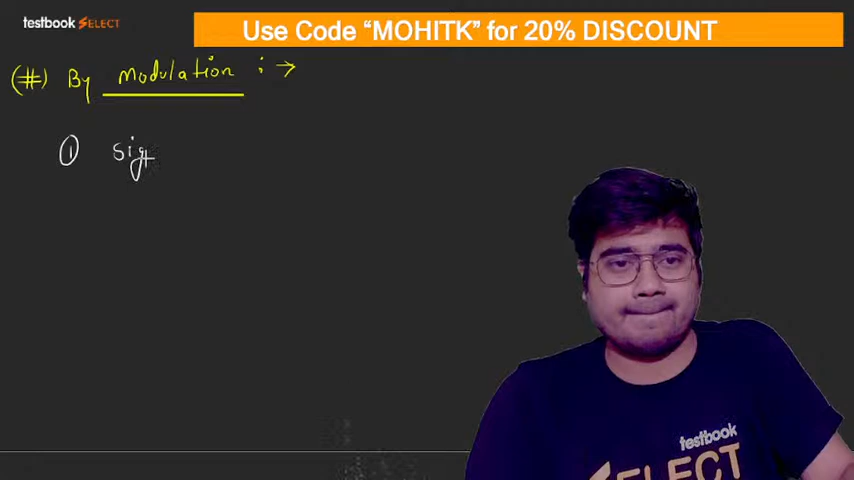 testbook SELECT
Use Code “MOHITK” for 20% DISCOUNT
(#) By Modulation : →
① Sig
testbook
SELECT